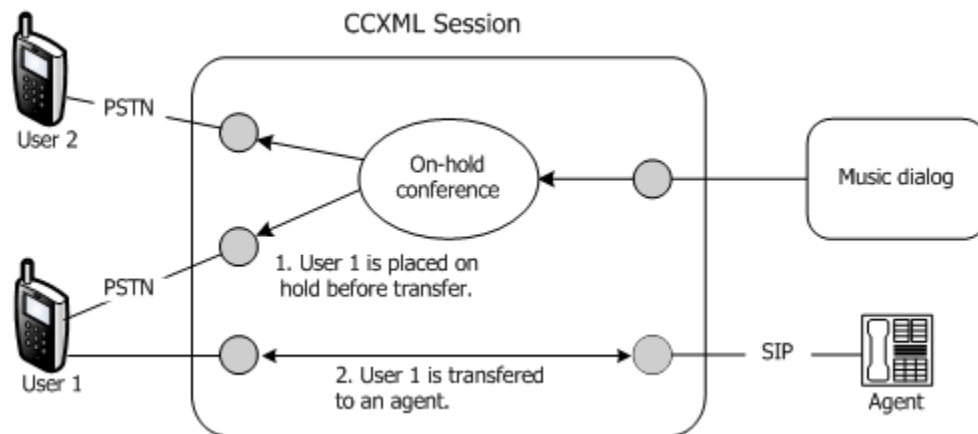 CCXML Session
PSTN
User 2
On-hold
conference
Music dialog
1. User 1 is placed on
hold before transfer.
PSTN
User 1
2. User 1 is transfered
to an agent.
SIP
Agent